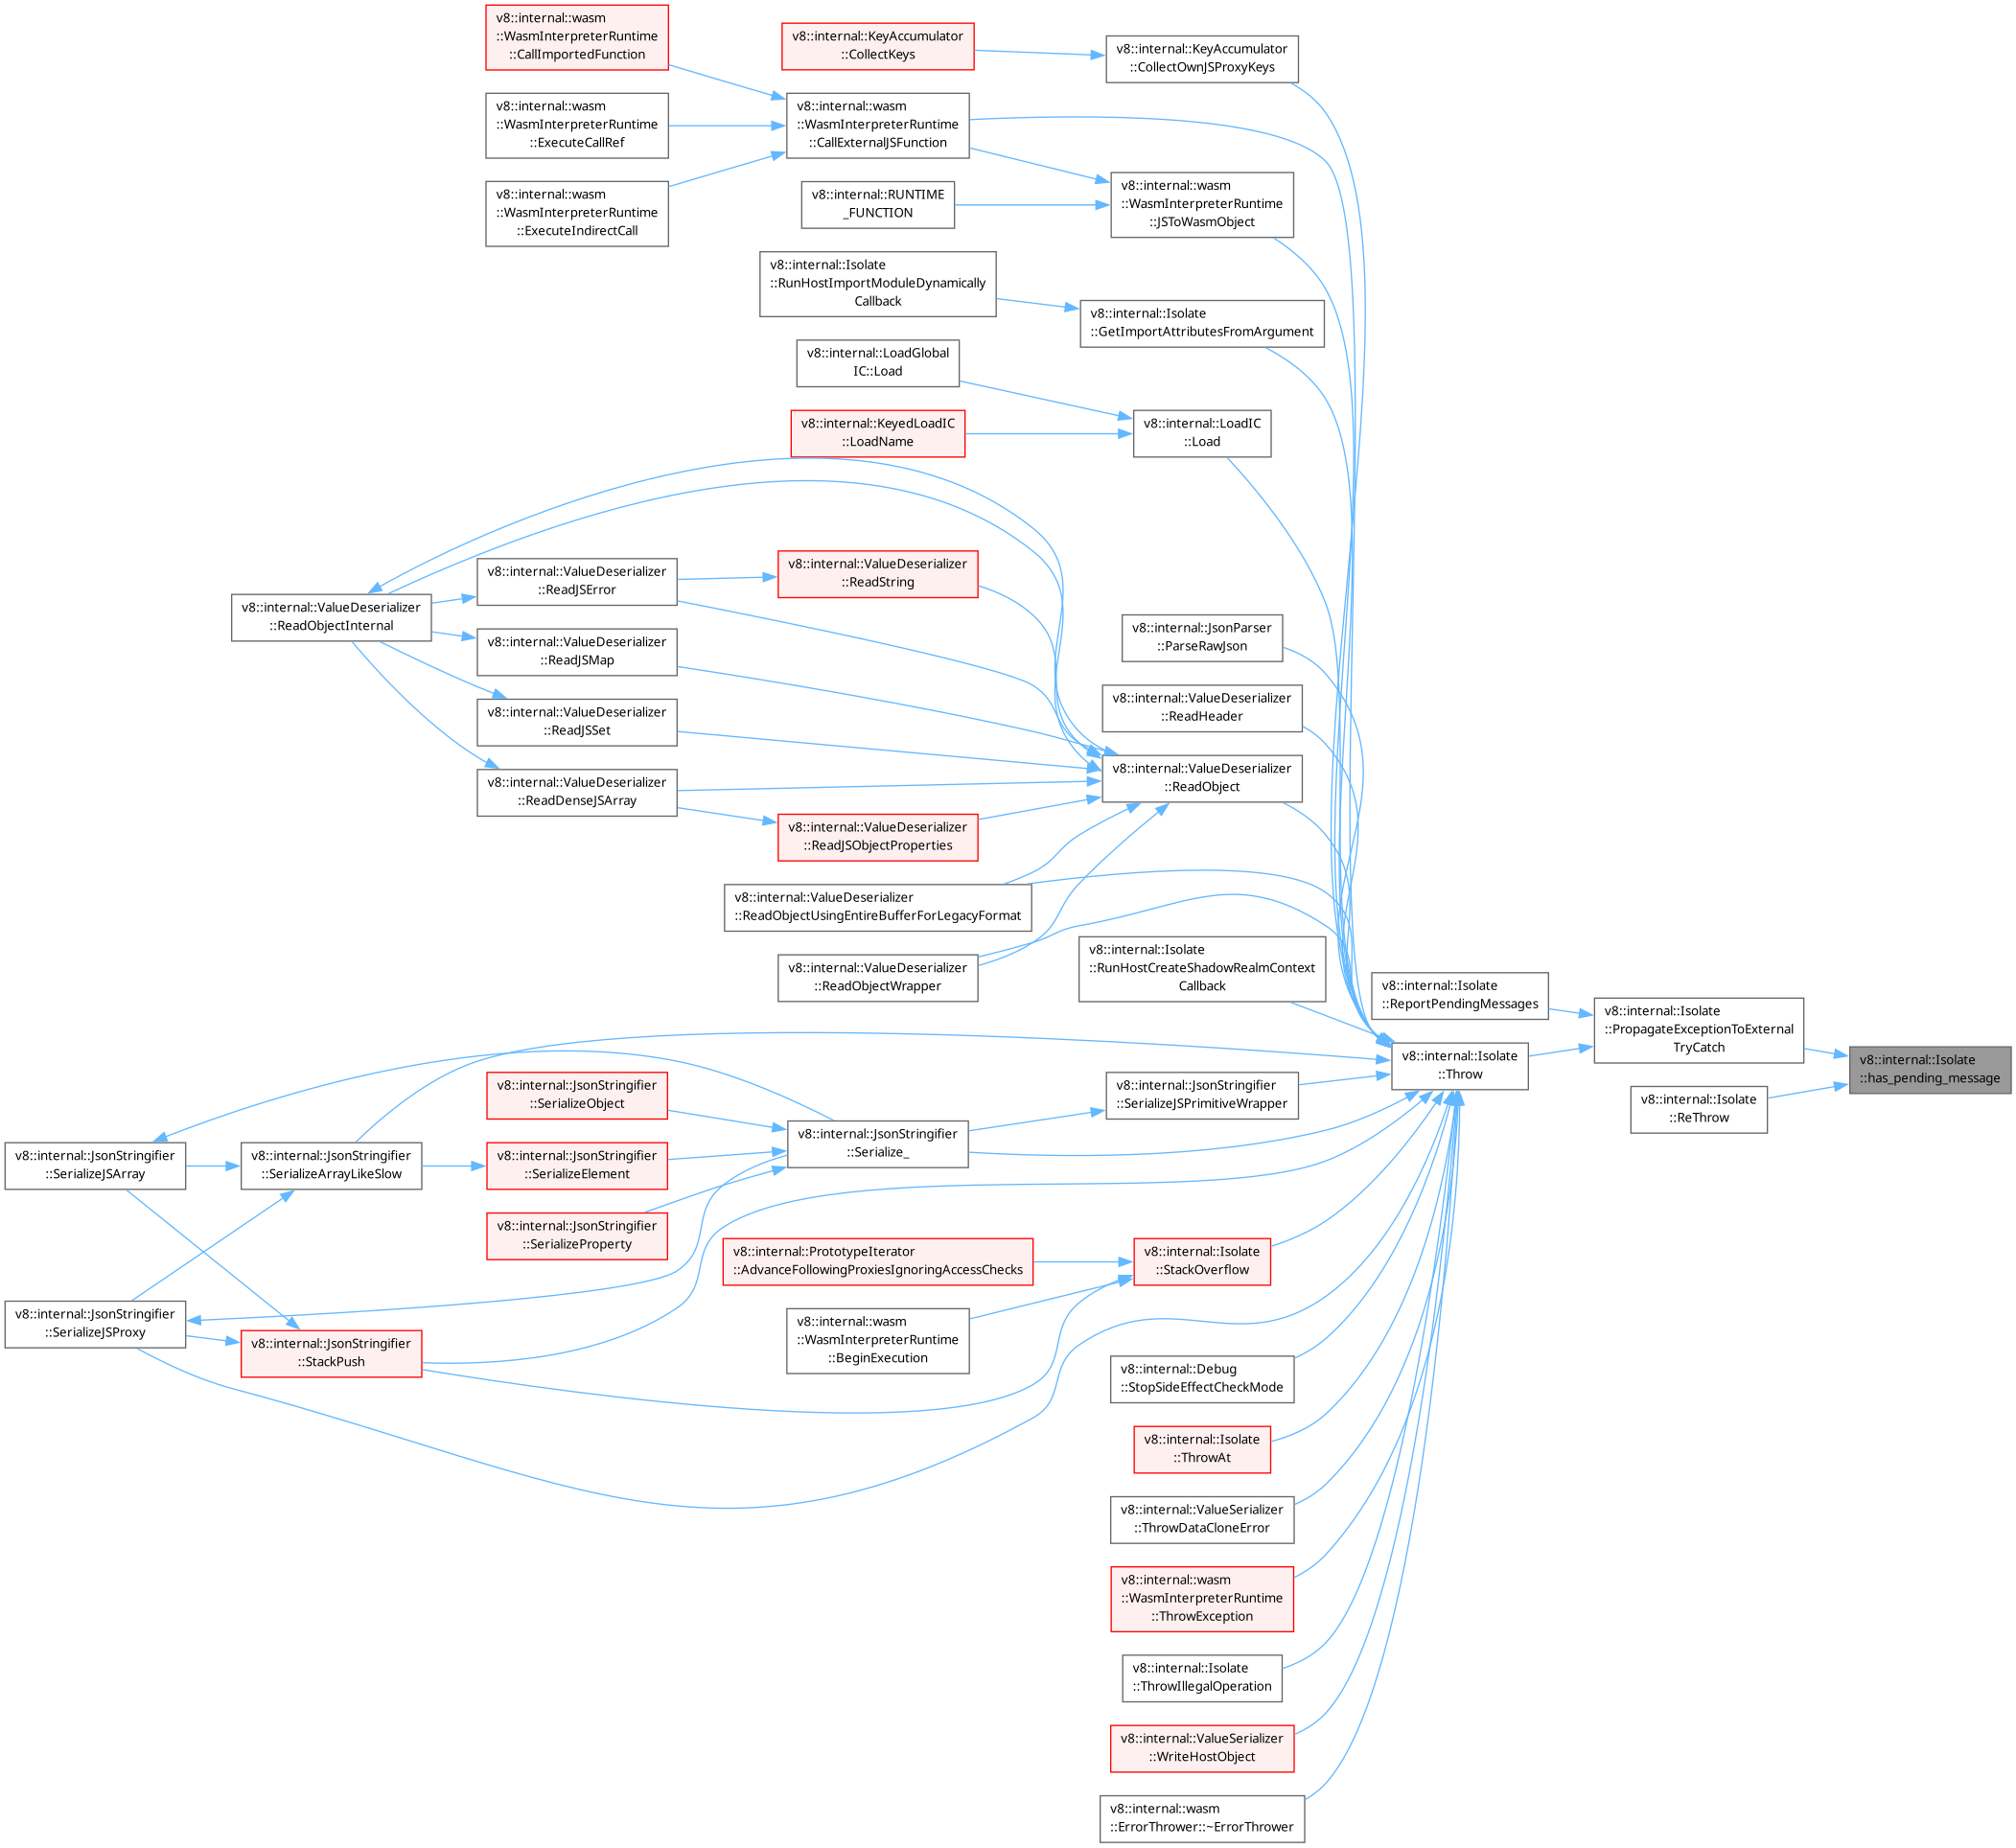 v8::internal::wasm
::WasmInterpreterRuntime
::CallImportedFunction
v8::internal::KeyAccumulator
::CollectKeys
v8::internal::KeyAccumulator
::CollectOwnJSProxyKeys
v8::internal::wasm
::WasmInterpreterRuntime
::ExecuteCallRef
v8::internal::wasm
::WasmInterpreterRuntime
::CallExternalJSFunction
v8::internal::wasm
::WasmInterpreterRuntime
::ExecuteIndirectCall
v8::internal::RUNTIME
_FUNCTION
v8::internal::wasm
::WasmInterpreterRuntime
::JSToWasmObject
v8::internal::Isolate
::RunHostImportModuleDynamically
Callback
v8::internal::Isolate
::GetImportAttributesFromArgument
v8::internal::LoadGlobal
IC::Load
v8::internal::KeyedLoadIC
::LoadName
v8::internal::LoadIC
::Load
v8::internal::ValueDeserializer
::ReadObjectInternal
v8::internal::ValueDeserializer
::ReadJSError
v8::internal::ValueDeserializer
::ReadString
v8::internal::ValueDeserializer
::ReadJSMap
v8::internal::JsonParser
::ParseRawJson
v8::internal::ValueDeserializer
::ReadJSSet
v8::internal::ValueDeserializer
::ReadHeader
v8::internal::ValueDeserializer
::ReadDenseJSArray
v8::internal::ValueDeserializer
::ReadObject
v8::internal::ValueDeserializer
::ReadJSObjectProperties
v8::internal::ValueDeserializer
::ReadObjectUsingEntireBufferForLegacyFormat
v8::internal::ValueDeserializer
::ReadObjectWrapper
v8::internal::Isolate
::RunHostCreateShadowRealmContext
Callback
v8::internal::Isolate
::ReportPendingMessages
v8::internal::Isolate
::PropagateExceptionToExternal
TryCatch
v8::internal::Isolate
::has_pending_message
v8::internal::Isolate
::Throw
v8::internal::Isolate
::ReThrow
v8::internal::JsonStringifier
::SerializeObject
v8::internal::JsonStringifier
::SerializeJSPrimitiveWrapper
v8::internal::JsonStringifier
::SerializeJSArray
v8::internal::JsonStringifier
::SerializeArrayLikeSlow
v8::internal::JsonStringifier
::SerializeElement
v8::internal::JsonStringifier
::Serialize_
v8::internal::JsonStringifier
::SerializeProperty
v8::internal::PrototypeIterator
::AdvanceFollowingProxiesIgnoringAccessChecks
v8::internal::Isolate
::StackOverflow
v8::internal::JsonStringifier
::SerializeJSProxy
v8::internal::JsonStringifier
::StackPush
v8::internal::wasm
::WasmInterpreterRuntime
::BeginExecution
v8::internal::Debug
::StopSideEffectCheckMode
v8::internal::Isolate
::ThrowAt
v8::internal::ValueSerializer
::ThrowDataCloneError
v8::internal::wasm
::WasmInterpreterRuntime
::ThrowException
v8::internal::Isolate
::ThrowIllegalOperation
v8::internal::ValueSerializer
::WriteHostObject
v8::internal::wasm
::ErrorThrower::~ErrorThrower